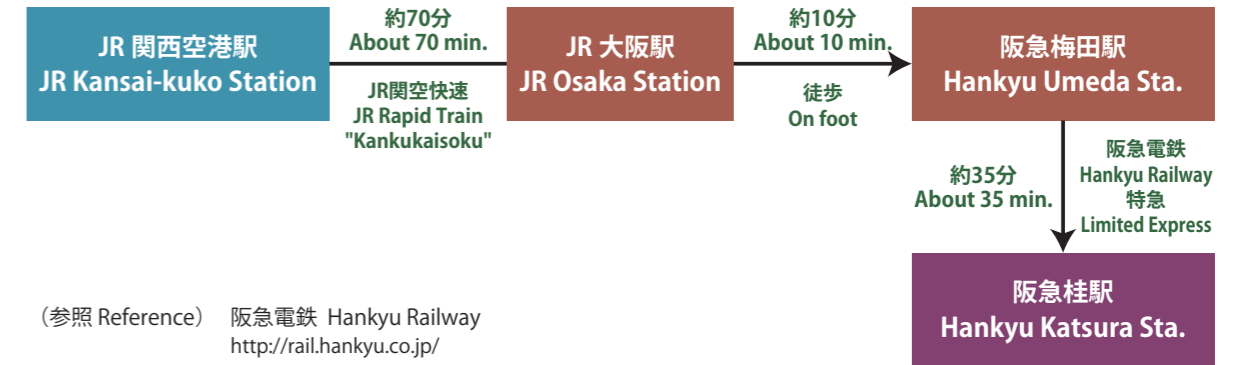 JR 関西空港駅
JR Kansai-kuko Station
約70分
About 70 min.
JR関空快速
JR Rapid Train
"Kankukaisoku"
JR 大阪駅
JR Osaka Station
約10分
About 10 min.
徒歩
On foot
阪急梅田駅
Hankyu Umeda Sta.
約35分
About 35 min.
阪急電鉄
Hankyu Railway
特急
Limited Express
阪急桂駅
Hankyu Katsura Sta.
（参照 Reference） 阪急電鉄 Hankyu Railway
http://rail.hankyu.co.jp/